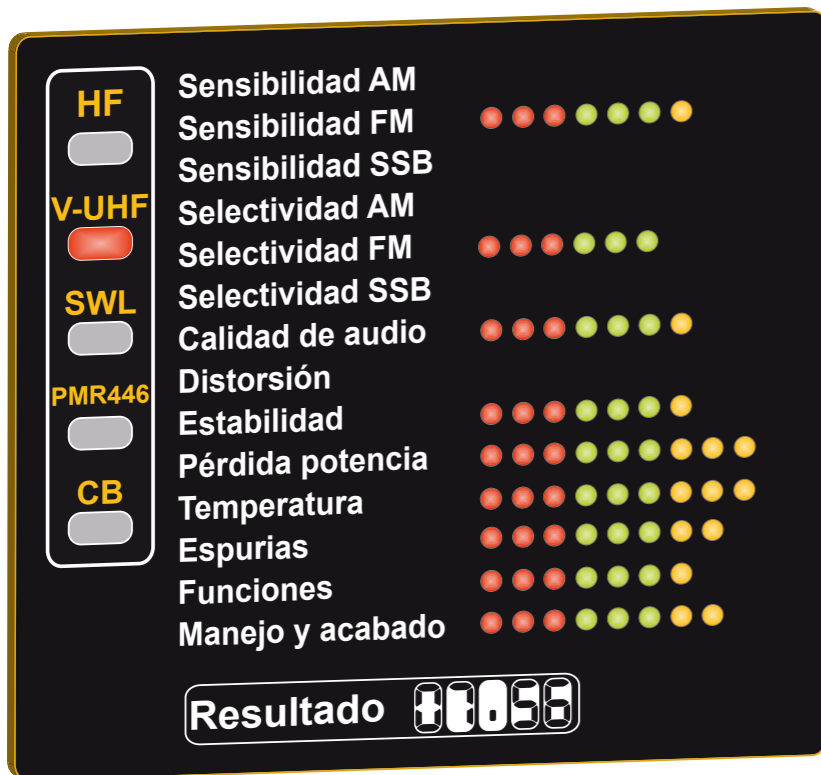 HF
V-UHF
SWL
PMR446
CB
Sensibilidad AM
Sensibilidad FM
Sensibilidad SSB
Selectividad AM
Selectividad FM
Selectividad SSB
Calidad de audio
Distorsión
Estabilidad
Pérdida potencia
Temperatura
Espurias
Funciones
Manejo y acabado
Resultado